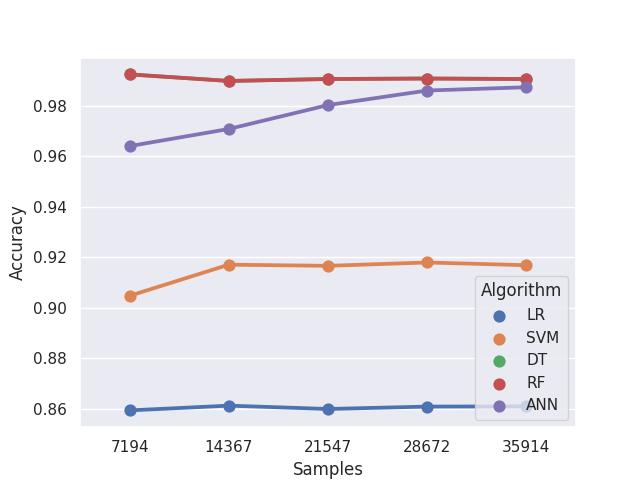 0.98
0.96
0.94
0.92
0.90
0.88
0.86
Accuracy
7194 14367 21547 28672 35914
Samples
Algorithm
LR
SVM
DT
RF
ANN